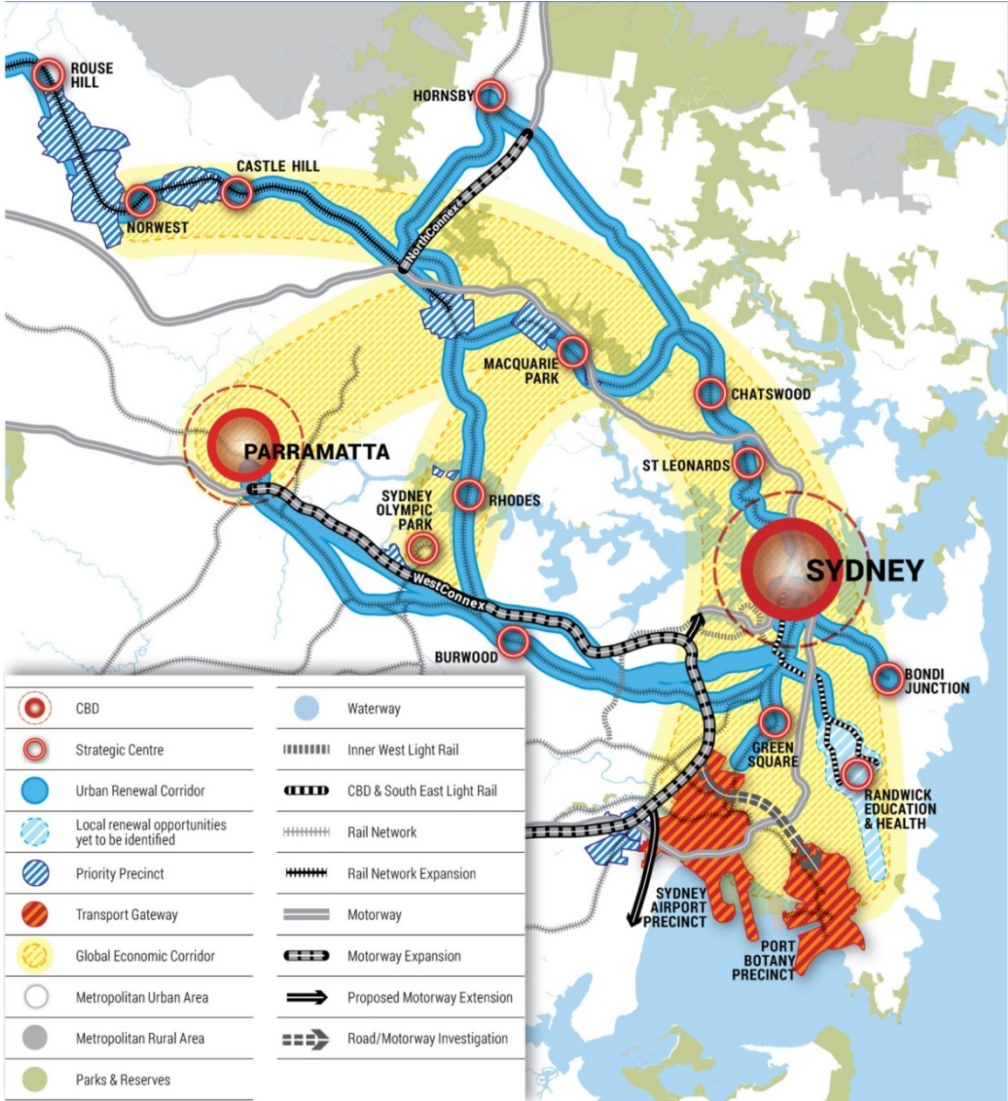 ROUSE
HILL
HORNSBY
CASTLE HILL
NORWEST
NorthConnex
MACQUARIE
PARK
CHATSWOOD
PARRAMATTA
ST LEONARDS
SYDNEY
OLYMPIC
PARK
RHODES
SYDNEY
WestConnex
BURWOOD
BONDI
JUNCTION
GREEN
SQUARE
RANDWICK
EDUCATION
& HEALTH
SYDNEY
AIRPORT
PRECINCT
PORT
BOTANY
PRECINCT
CBD
Strategic Centre
Urban Renewal Corridor
Local renewal opportunities
yet to be identified
Priority Precinct
Transport Gateway
Global Economic Corridor
Metropolitan Urban Area
Metropolitan Rural Area
Parks & Reserves
Waterway
Inner West Light Rail
CBD & South East Light Rail
Rail Network
Rail Network Expansion
Motorway
Motorway Expansion
Proposed Motorway Extension
Road/Motorway Investigation